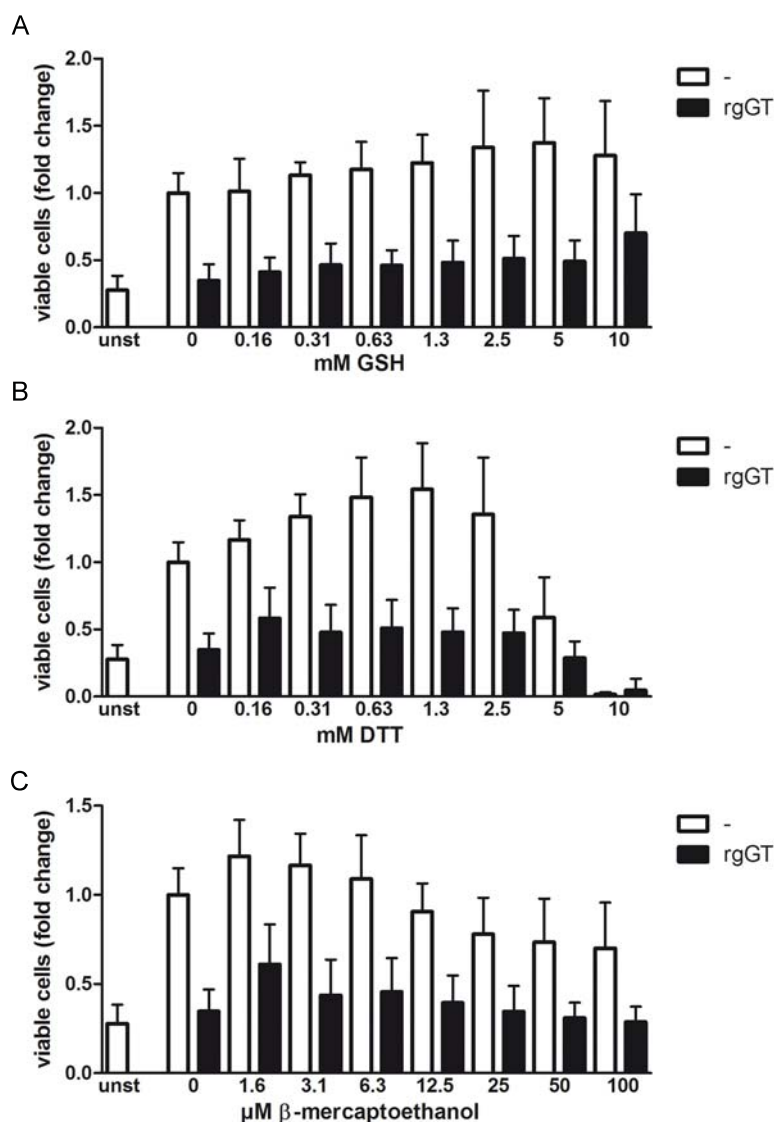 A
viable cells (fold change)
2.0
1.5
1.0
0.5
0.0
unst 0 0.16 0.31 0.63 1.3 2.5 5 10
mM GSH
-
rgGT
B
viable cells (fold change)
2.0
1.5
1.0
0.5
0.0
unst 0 0.16 0.31 0.63 1.3 2.5 5 10
mM DTT
-
rgGT
C
viable cells (fold change)
1.5
1.0
0.5
0.0
unst 0 1.6 3.1 6.3 12.5 25 50 100
µM β-mercaptoethanol
-
rgGT